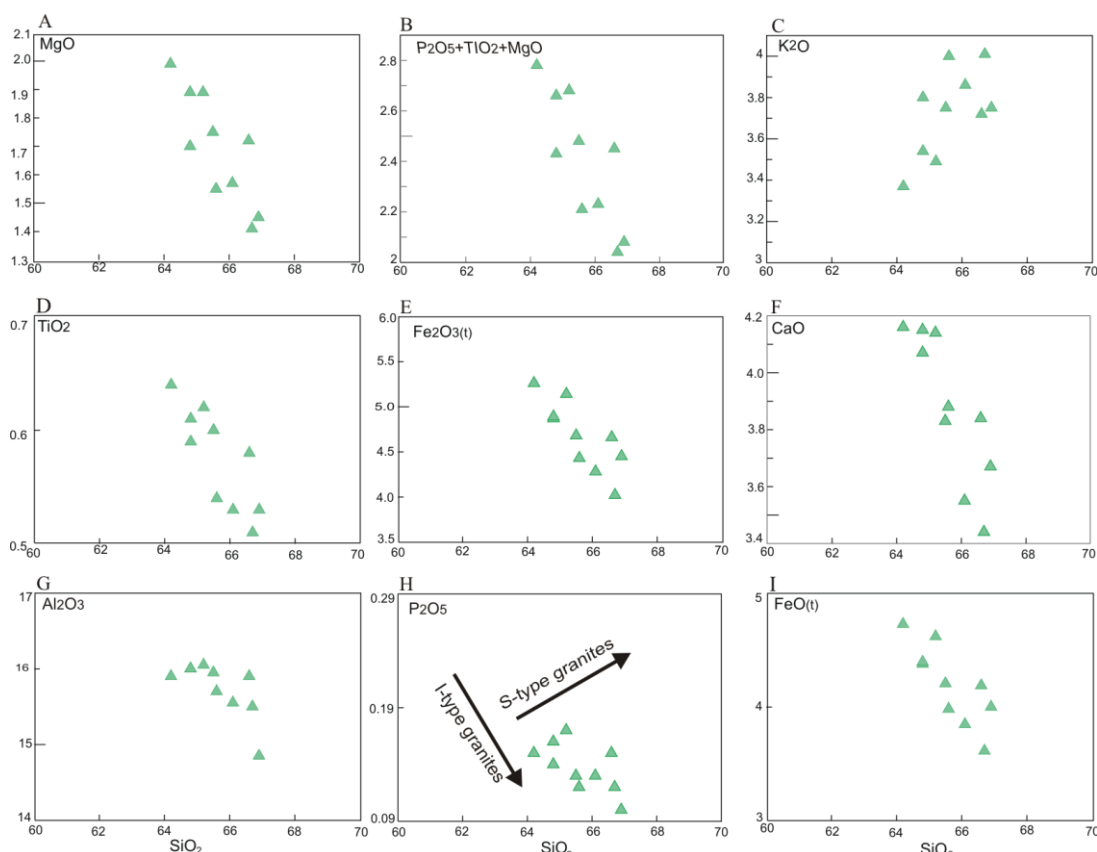 A
MgO
2.1
2.0
1.9
1.8
1.7
1.6
1.5
1.4
1.3
60 62 64 66 68 70
B
P2O5+TIO2+MgO
2.8
2.6
2.4
2.2
2
60 62 64 66 68 70
C
K2O
4
3.8
3.6
3.4
3.2
3
60 62 64 66 68 70
D
TiO2
0.7
0.6
0.5
60 62 64 66 68 70
E
Fe2O3(t)
6.0
5.5
5.0
4.5
4.0
3.5
60 62 64 66 68 70
F
CaO
4.2
4.0
3.8
3.6
3.4
60 62 64 66 68 70
G
Al2O3
17
16
15
14
60 62 64 66 68 70
SiO2
H
P2O5
0.29
0.19
0.09
I-type granites
S-type granites
60 62 64 66 68 70
SiO
I
FeO(t)
5
4
3
60 62 64 66 68 70
SiO